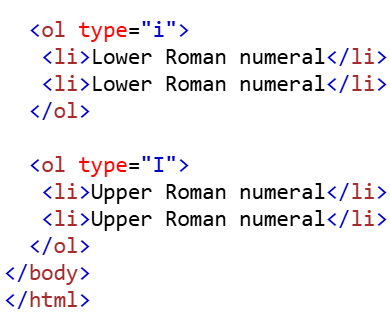 <ol type="i">
<li>Lower Roman numeral</li>
<li>Lower Roman numeral</li>
</ol>
<ol type="I">
<li>Upper Roman numeral</li>
<li>Upper Roman numeral</li>
</ol>
</body>
</html>